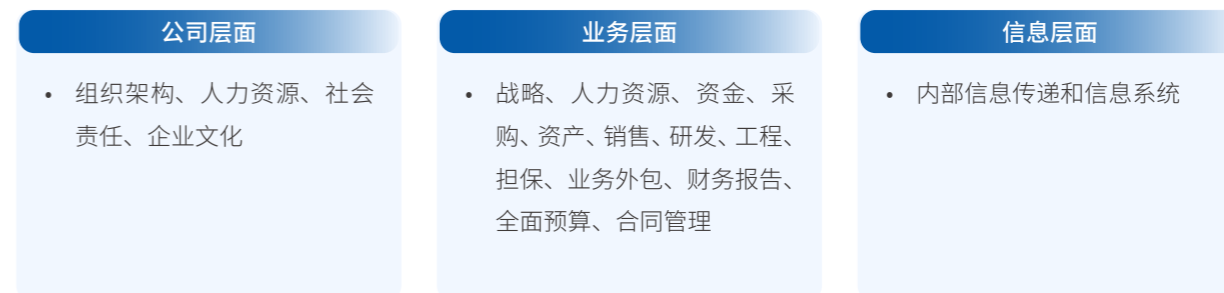 公司层面
• 组织架构、人力资源、社会
责任、企业文化
业务层面
• 战略、人力资源、资金、采
购、资产、销售、研发、工程、
担保、业务外包、财务报告、
全面预算、合同管理
信息层面
• 内部信息传递和信息系统